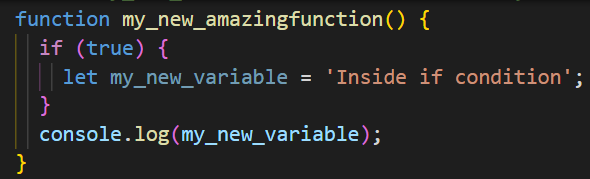 function my_new_amazingfunction() {
if (true) {
let my_new_variable = 'Inside if condition';
}
console.log(my_new_variable);
}